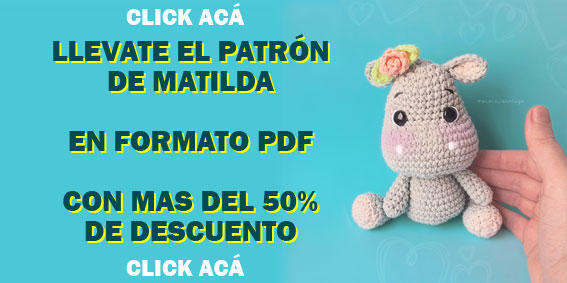 CLICK ACÁ
LLEVATE EL PATRÓN
DE MATILDA
EN FORMATO PDF
CON MAS DEL 50%
DE DESCUENTO
CLICK ACÁ